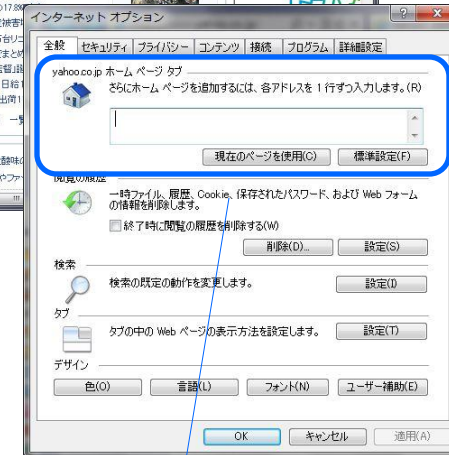 インターネット オプション
全般 セキュリティ プライバシー コンテンツ 接続 プログラム 詳細設定
yahoo.co.jp ホーム ページ タブ
さらにホーム ページを追加するには、各アドレスを 1 行ずつ入力します。(R)
現在のページを使用(C) 標準設定(F)
閲覧の履歴
一時ファイル、履歴、Cookie、保存されたパスワード、および Web フォーム
の情報を削除します。
終了時に閲覧の履歴を削除する(W)
削除(D)... 設定(S)
検索
検索の既定の動作を変更します。 設定(I)
タブ
タブの中の Web ページの表示方法を設定します。 設定(T)
デザイン
色(O) 言語(L) フォント(N) ユーザー補助(E)
OK キャンセル 適用(A)